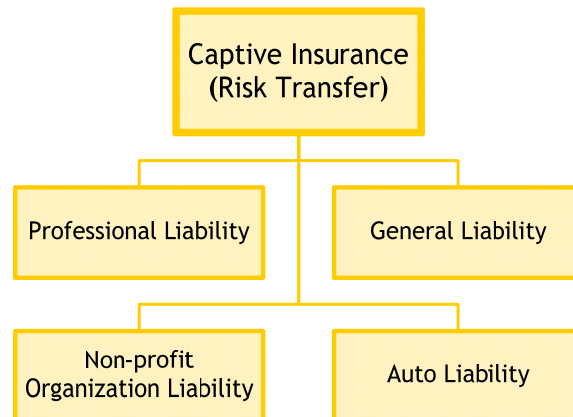 Captive Insurance
(Risk Transfer)
Professional Liability
General Liability
Non-profit
Organization Liability
Auto Liability